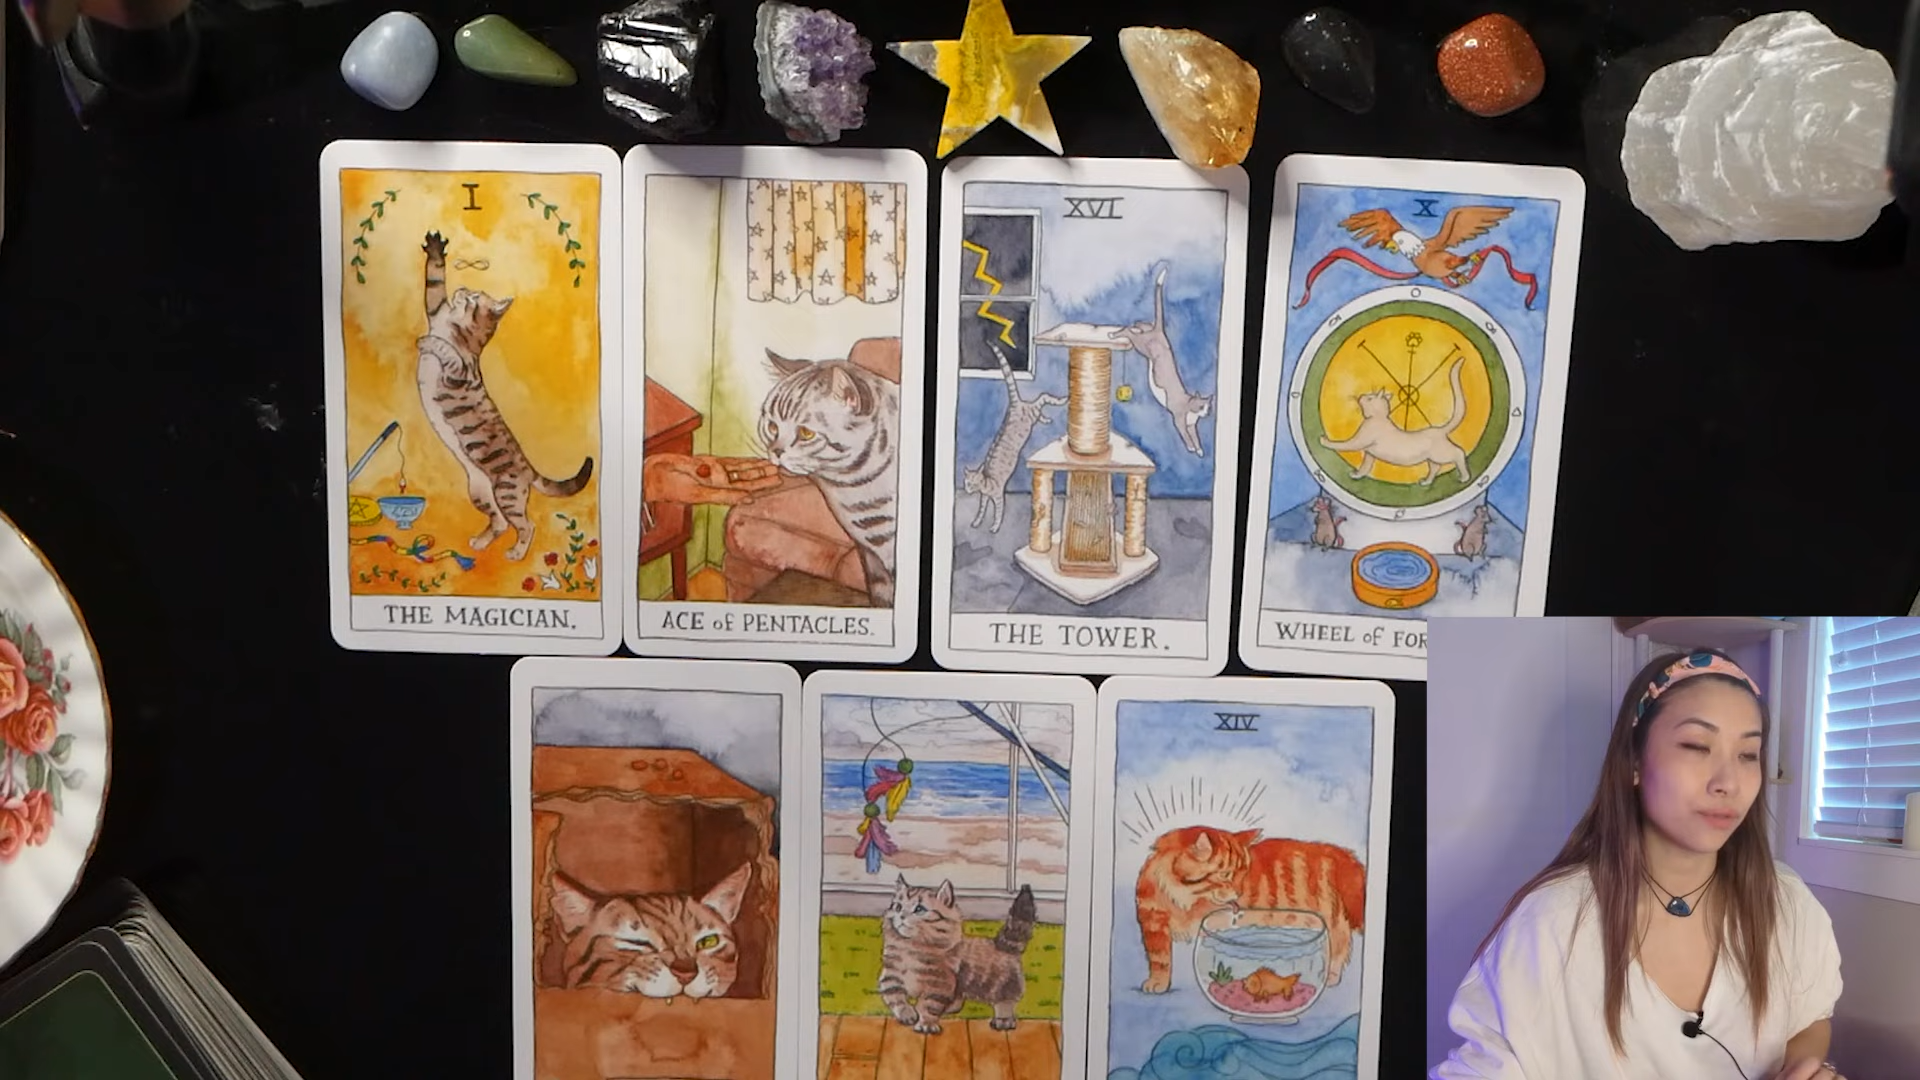 I
THE MAGICIAN.
ACE of PENTACLES.
XVI
THE TOWER.
X
WHEEL of FOR
XIV